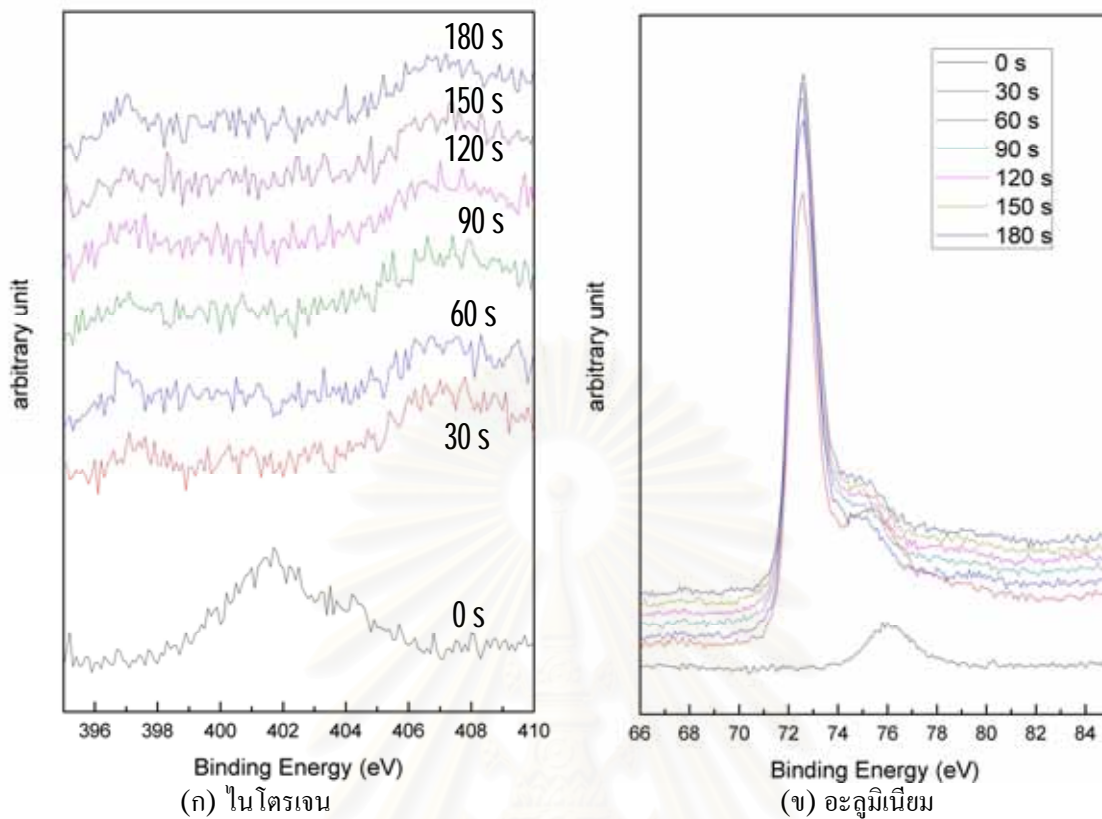 180 s
150 s
120 s
90 s
60 s
30 s
0 s
arbitrary unit
396 398 400 402 404 406 408 410
Binding Energy (eV)
(ก) ไนโตรเจน
0 s
30 s
60 s
90 s
120 s
150 s
180 s
arbitrary unit
66 68 70 72 74 76 78 80 82 84
Binding Energy (eV)
(ข) อะลูมิเนียม